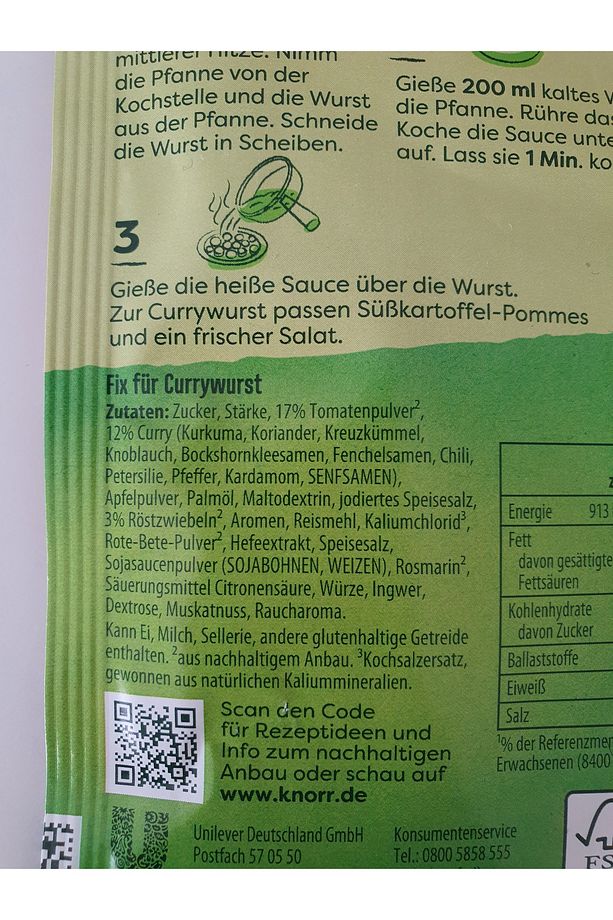 mittlerer Hitze. Nimm
die Pfanne von der
Kochstelle und die Wurst
aus der Pfanne. Schneide
die Wurst in Scheiben.
Gieße 200 ml kaltes
die Pfanne. Rühre
Koche die Sauce
auf. Lass sie 1 Min.
3
Gieße die heiße Sauce über die Wurst.
Zur Currywurst passen Süßkartoffel-Pommes
und ein frischer Salat.
Fix für Currywurst
Zutaten: Zucker, Stärke, 17% Tomatenpulver²,
12% Curry (Kurkuma, Koriander, Kreuzkümmel,
Knoblauch, Bockshornkleesamen, Fenchelsamen, Chili,
Petersilie, Pfeffer, Kardamom, SENFSAMEN),
Apfelpulver, Palmöl, Maltodextrin, jodiertes Speisesalz,
3% Röstzwiebeln², Aromen, Reismehl, Kaliumchlorid³,
Rote-Bete-Pulver², Hefeextrakt, Speisesalz,
Sojasaucenpulver (SOJABOHNEN, WEIZEN), Rosmarin²,
Säuerungsmittel Citronensäure, Würze, Ingwer,
Dextrose, Muskatnuss, Raucharoma.
Kann Ei, Milch, Sellerie, andere glutenhaltige Getreide
enthalten. ²aus nachhaltigem Anbau. ³Kochsalzersatz,
gewonnen aus natürlichen Kaliummineralien.
Energie 913
Fett
davon gesättigte
Fettsäuren
Kohlenhydrate
davon Zucker
Ballaststoffe
Eiweiß
Salz
¹% der
Erwachsenen (8400
Scan den Code
für Rezeptideen und
Info zum nachhaltigen
Anbau oder schau auf
www.knorr.de
Unilever Deutschland GmbH
Postfach 57 05 50
Konsumentenservice
Tel.: 0800 5858 555